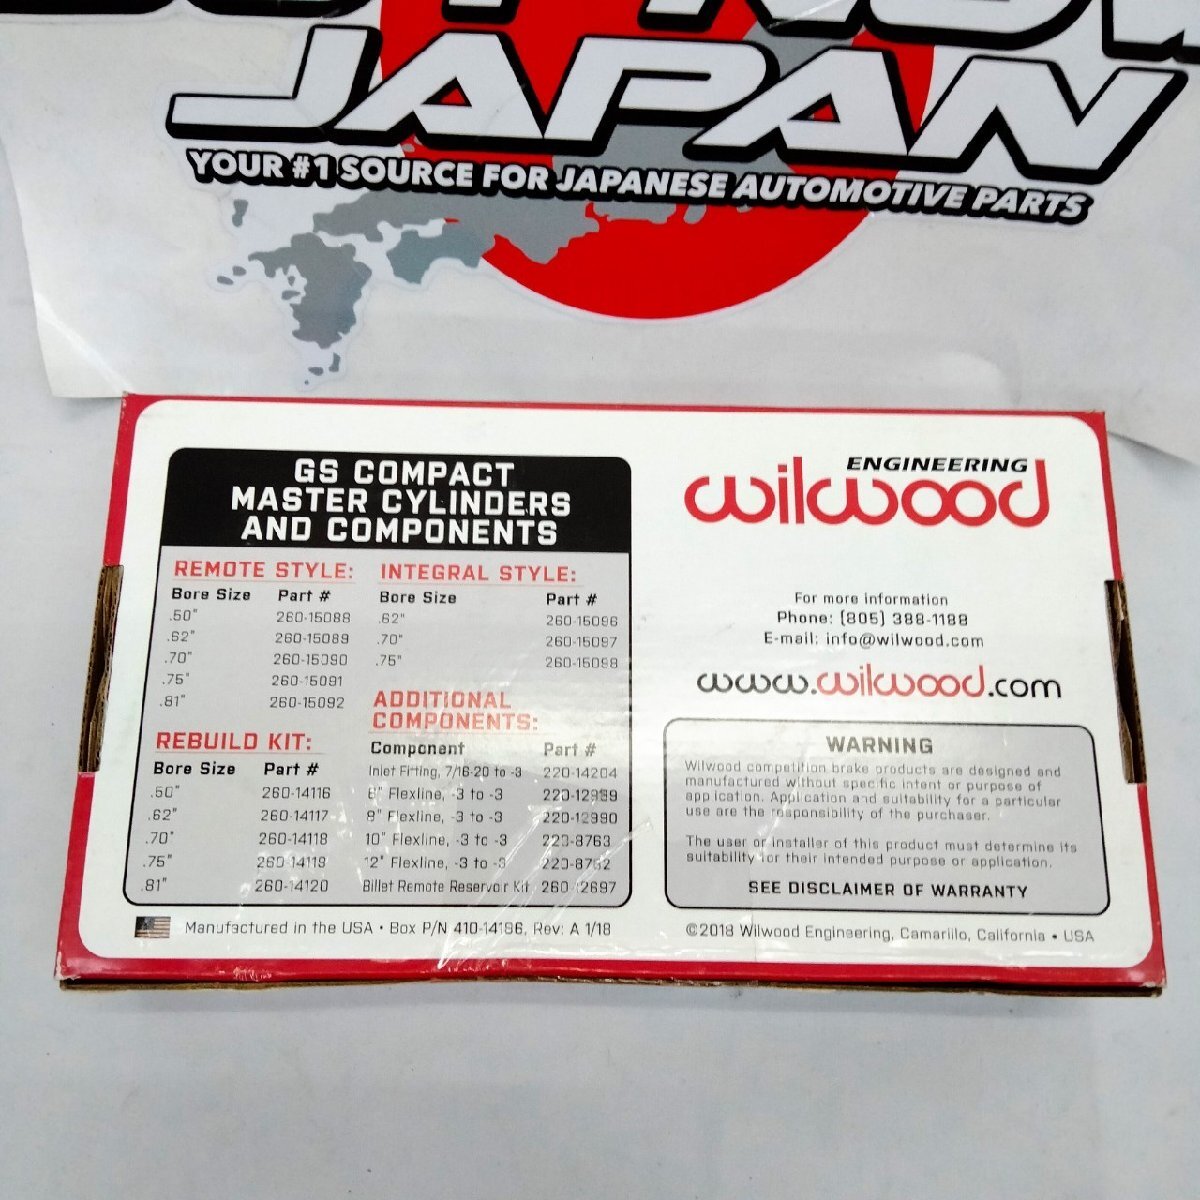 JAPAN
YOUR #1 SOURCE FOR JAPANESE AUTOMOTIVE PARTS
GS COMPACT
MASTER CYLINDERS
AND COMPONENTS
REMOTE STYLE:
Bore Size Part #
.50" 260-15088
.62" 260-15089
.70" 260-15090
.75" 260-15091
.81" 260-15092
REBUILD KIT:
Bore Size Part #
.50" 260-14116
.62" 260-14117
.70" 260-14118
.75" 260-14119
.81" 260-14120
INTEGRAL STYLE:
Bore Size Part #
.62" 260-15096
.70" 260-15097
.75" 260-15098
ADDITIONAL
COMPONENTS:
Component Part #
Inlet Fitting, 7/16-20 to -3 220-14204
6" Flexline, -3 to -3 220-12989
8" Flexline, -3 to -3 220-12990
10" Flexline, -3 to -3 220-8763
12" Flexline, -3 to -3
Billet Remote Reservoir Kit 260-12697
Manufactured in the USA • Box P/N 410-14196, Rev: A 1/18
ENGINEERING
wilwood
For more information
Phone: (805) 388-1188
E-mail: info@wilwood.com
www.wilwood.com
WARNING
Wilwood competition brake products are designed and
manufactured without specific intent or purpose of
application. Application and suitability for a particular
use are the responsibility of the purchaser.
The user or installer of this product must determine its
suitability for their intended purpose or application.
SEE DISCLAIMER OF WARRANTY
©2018 Wilwood Engineering, Camarillo, California • USA